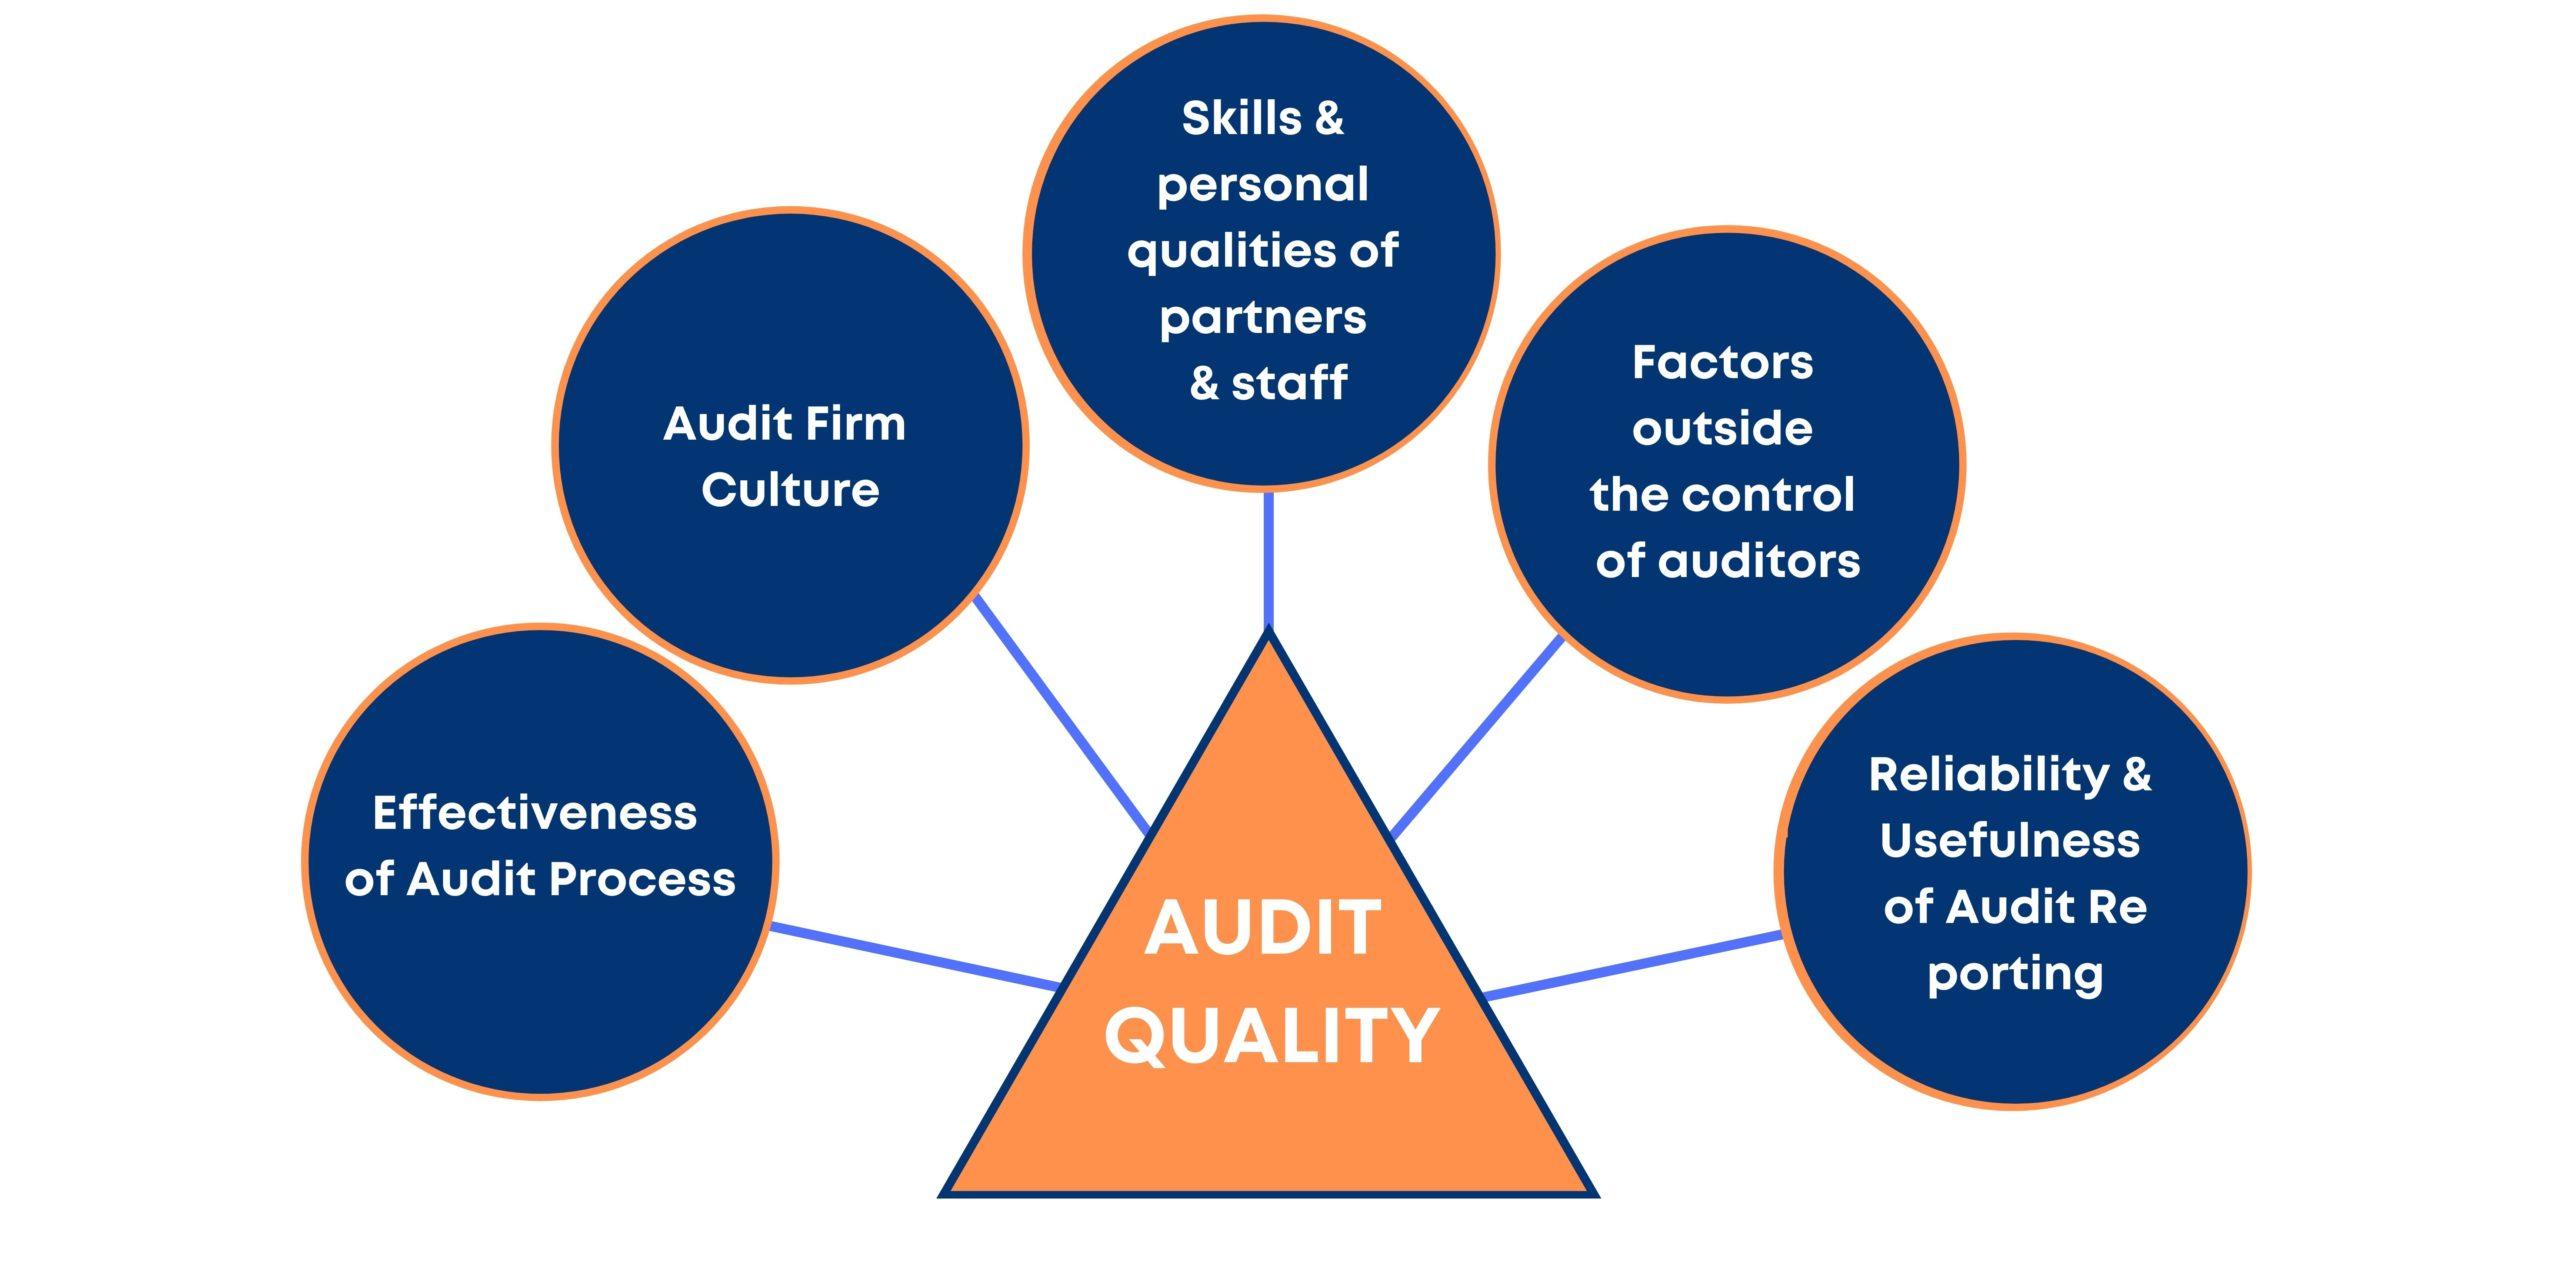 Skills &
personal
qualities of
partners
& staff
Audit Firm
Culture
Factors
outside
the control
of auditors
Effectiveness
of Audit Process
Reliability &
Usefulness
of Audit Re
porting
AUDIT
QUALITY